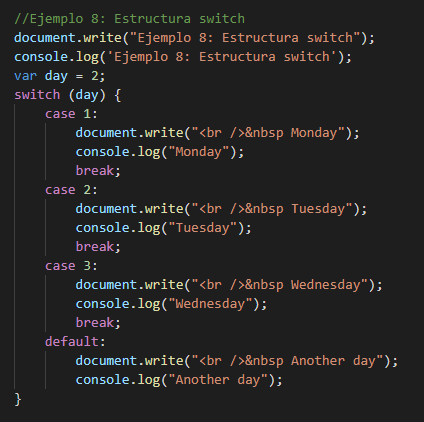 //Ejemplo 8: Estructura switch
document.write("Ejemplo 8: Estructura switch");
console.log('Ejemplo 8: Estructura switch');
var day = 2;
switch (day) {
    case 1:
        document.write("<br />&nbsp Monday");
        console.log("Monday");
        break;
    case 2:
        document.write("<br />&nbsp Tuesday");
        console.log("Tuesday");
        break;
    case 3:
        document.write("<br />&nbsp Wednesday");
        console.log("Wednesday");
        break;
    default:
        document.write("<br />&nbsp Another day");
        console.log("Another day");
}